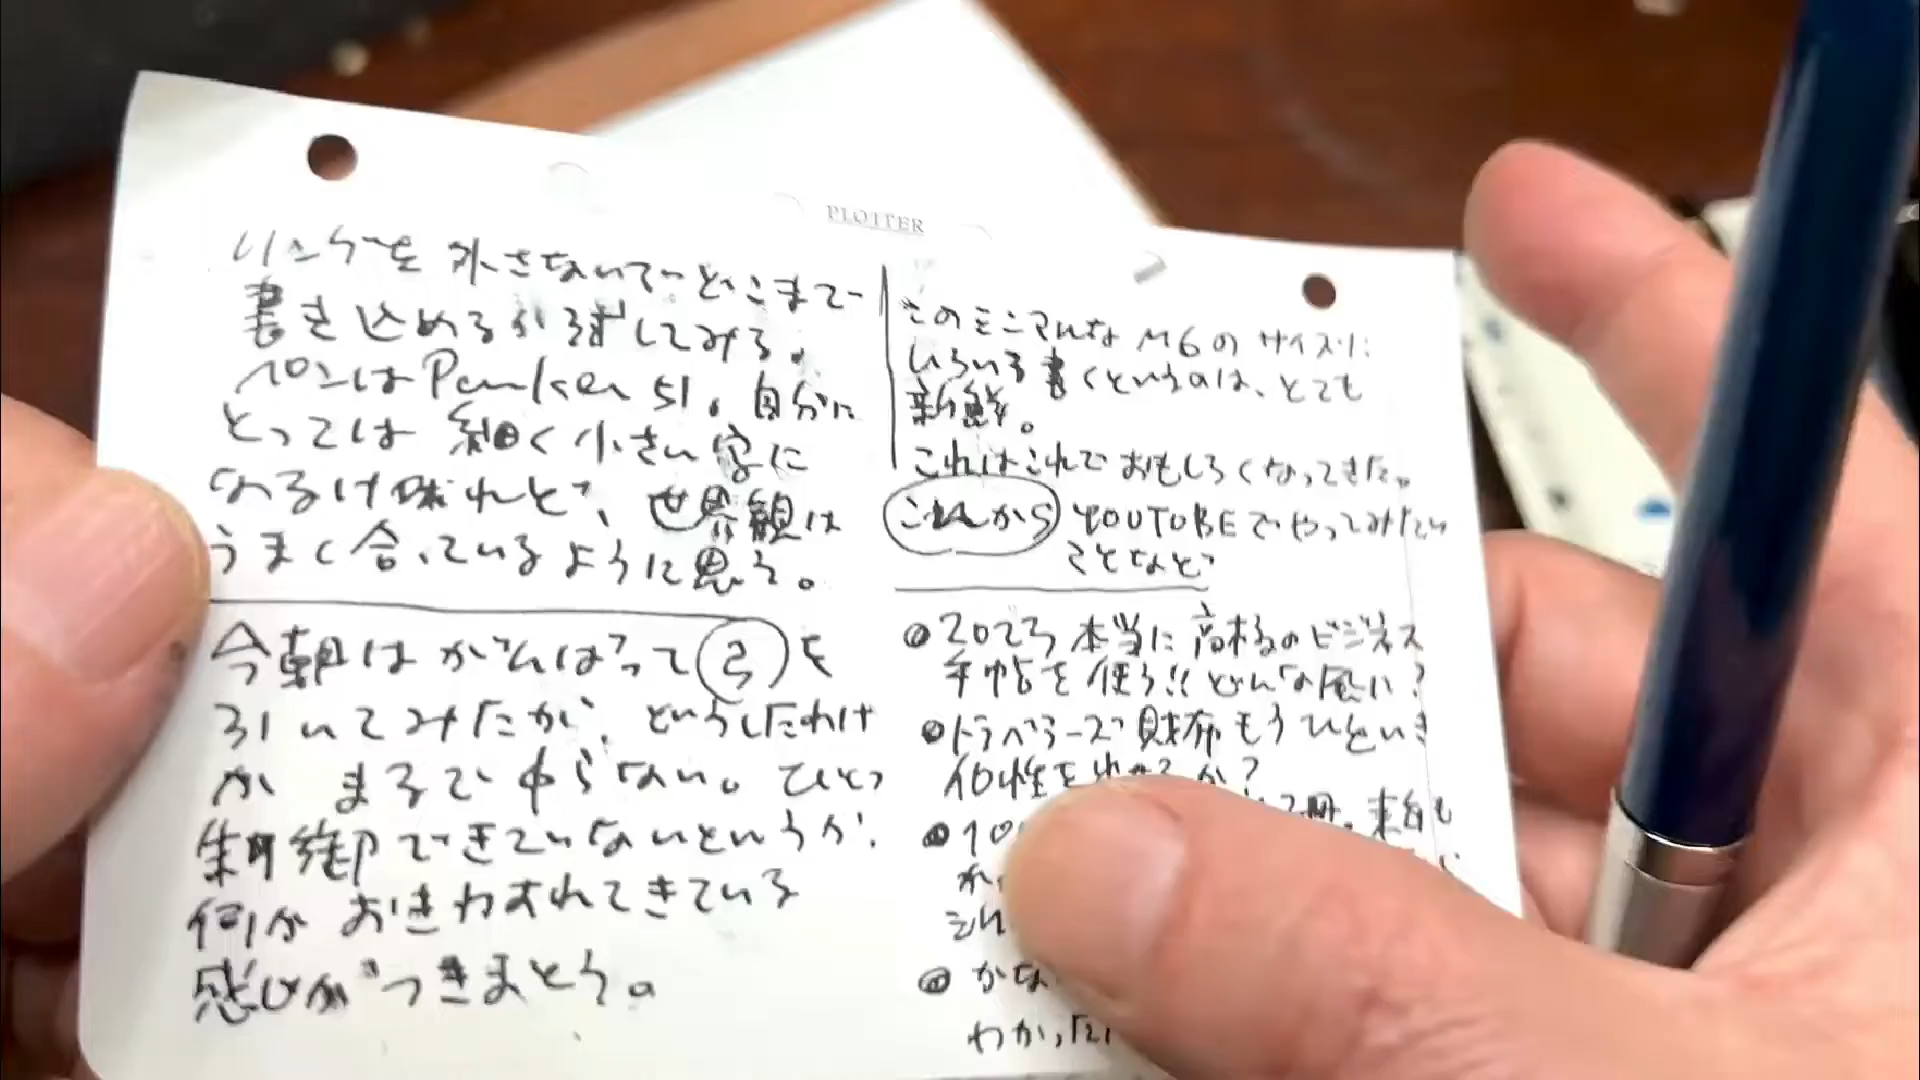 PLOTTER
リングを外さないでどこまで
書き込めるか試してみる。
ペンはParker 51。自分に
とっては細く小さい字に
なるけれど、世界観は
うまく合っているように思う。
今朝はがんばって弓を
引いてみたが、どうしたわけ
か まるで中らない。ひとつ
制御できていないというか、
何か おきわすれてきている
感じがつきまとう。
このミニマルなM6のサイズに
いろいろ書くというのは、とても
新鮮。
これはこれでおもしろくなってきた。
これから YOUTOBEでやってみたい
ことなど
2023 本当に高橋のビジネス
手帖を使う!! どんな風に?
トラベラーズ財布もうひといき
個性を か?
10 冊、
かな
わかった